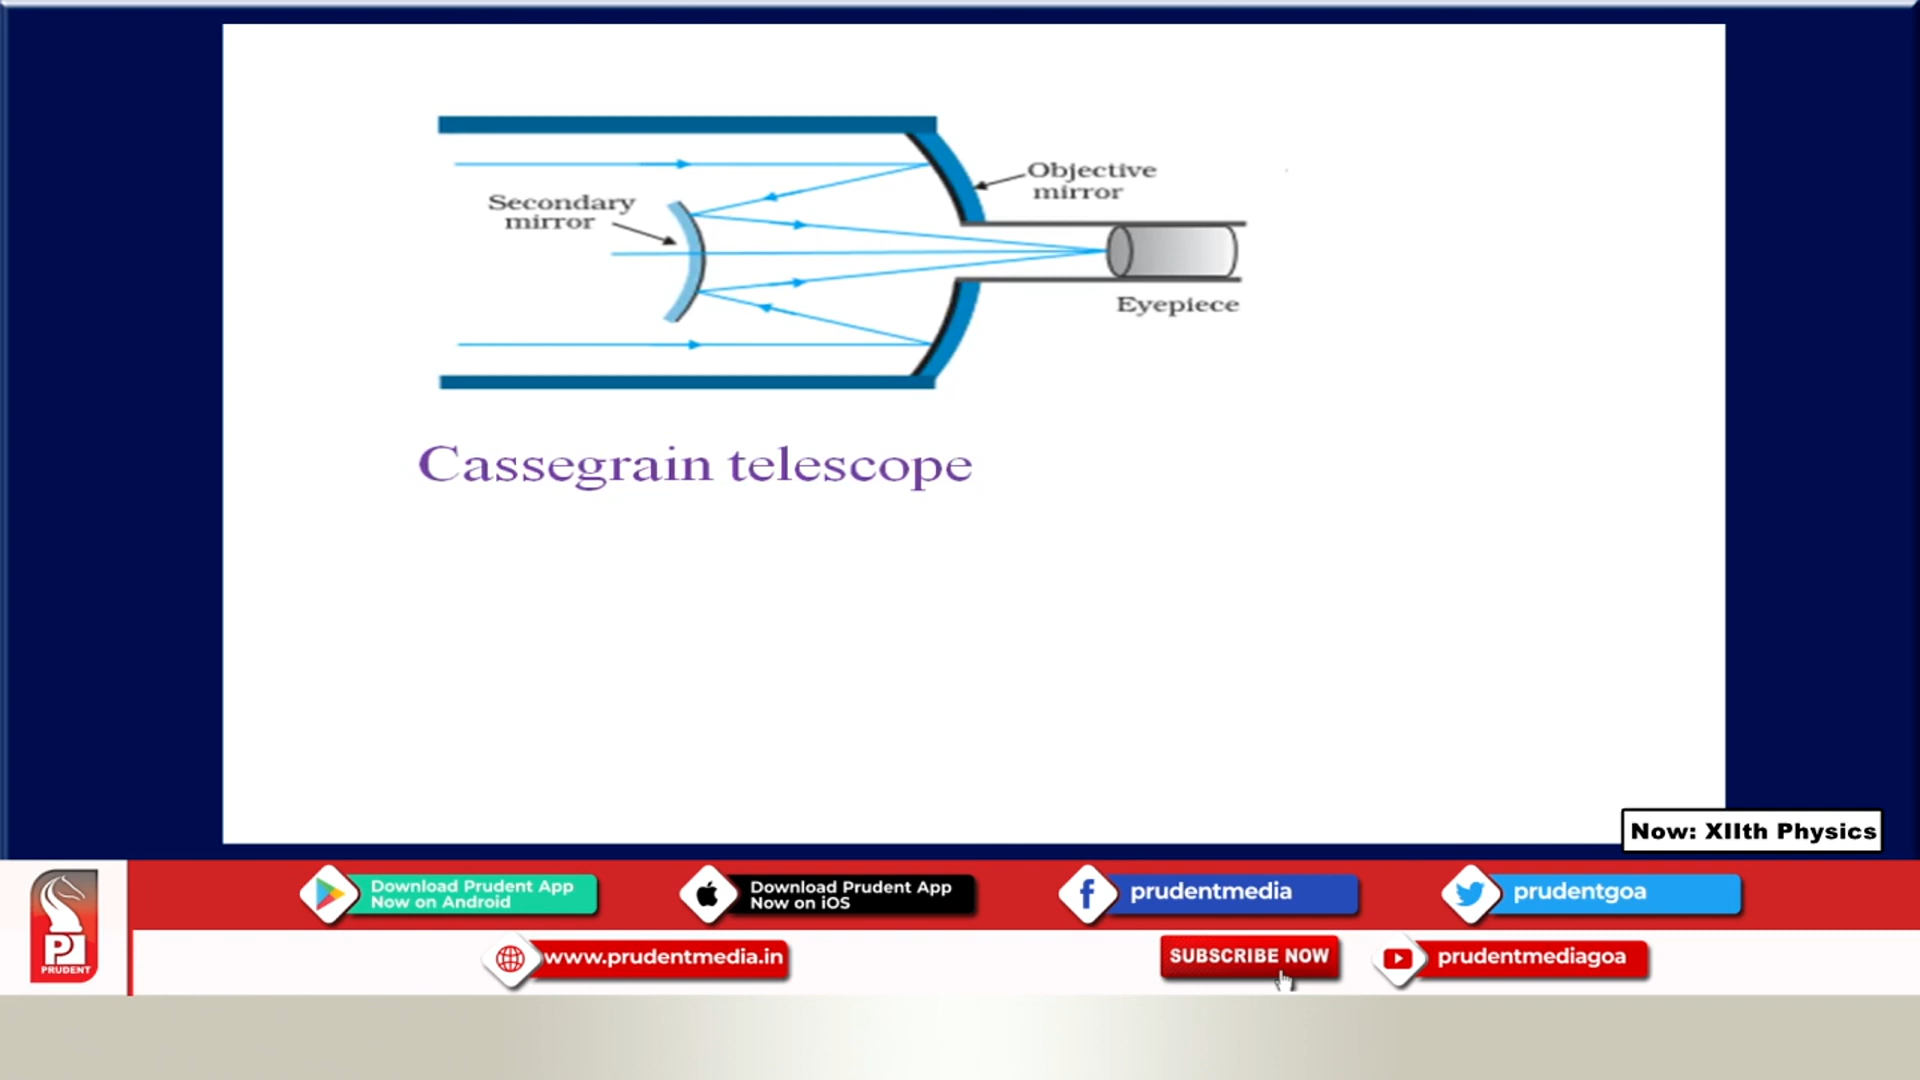 Objective
mirror
Secondary
mirror
Eyepiece
Cassegrain telescope
Now: XIIth Physics
Download Prudent App
Now on Android
Download Prudent App
Now on iOS
prudentmedia
prudentgoa
PRUDENT
www.prudentmedia.in
SUBSCRIBE NOW
prudentmediagoa